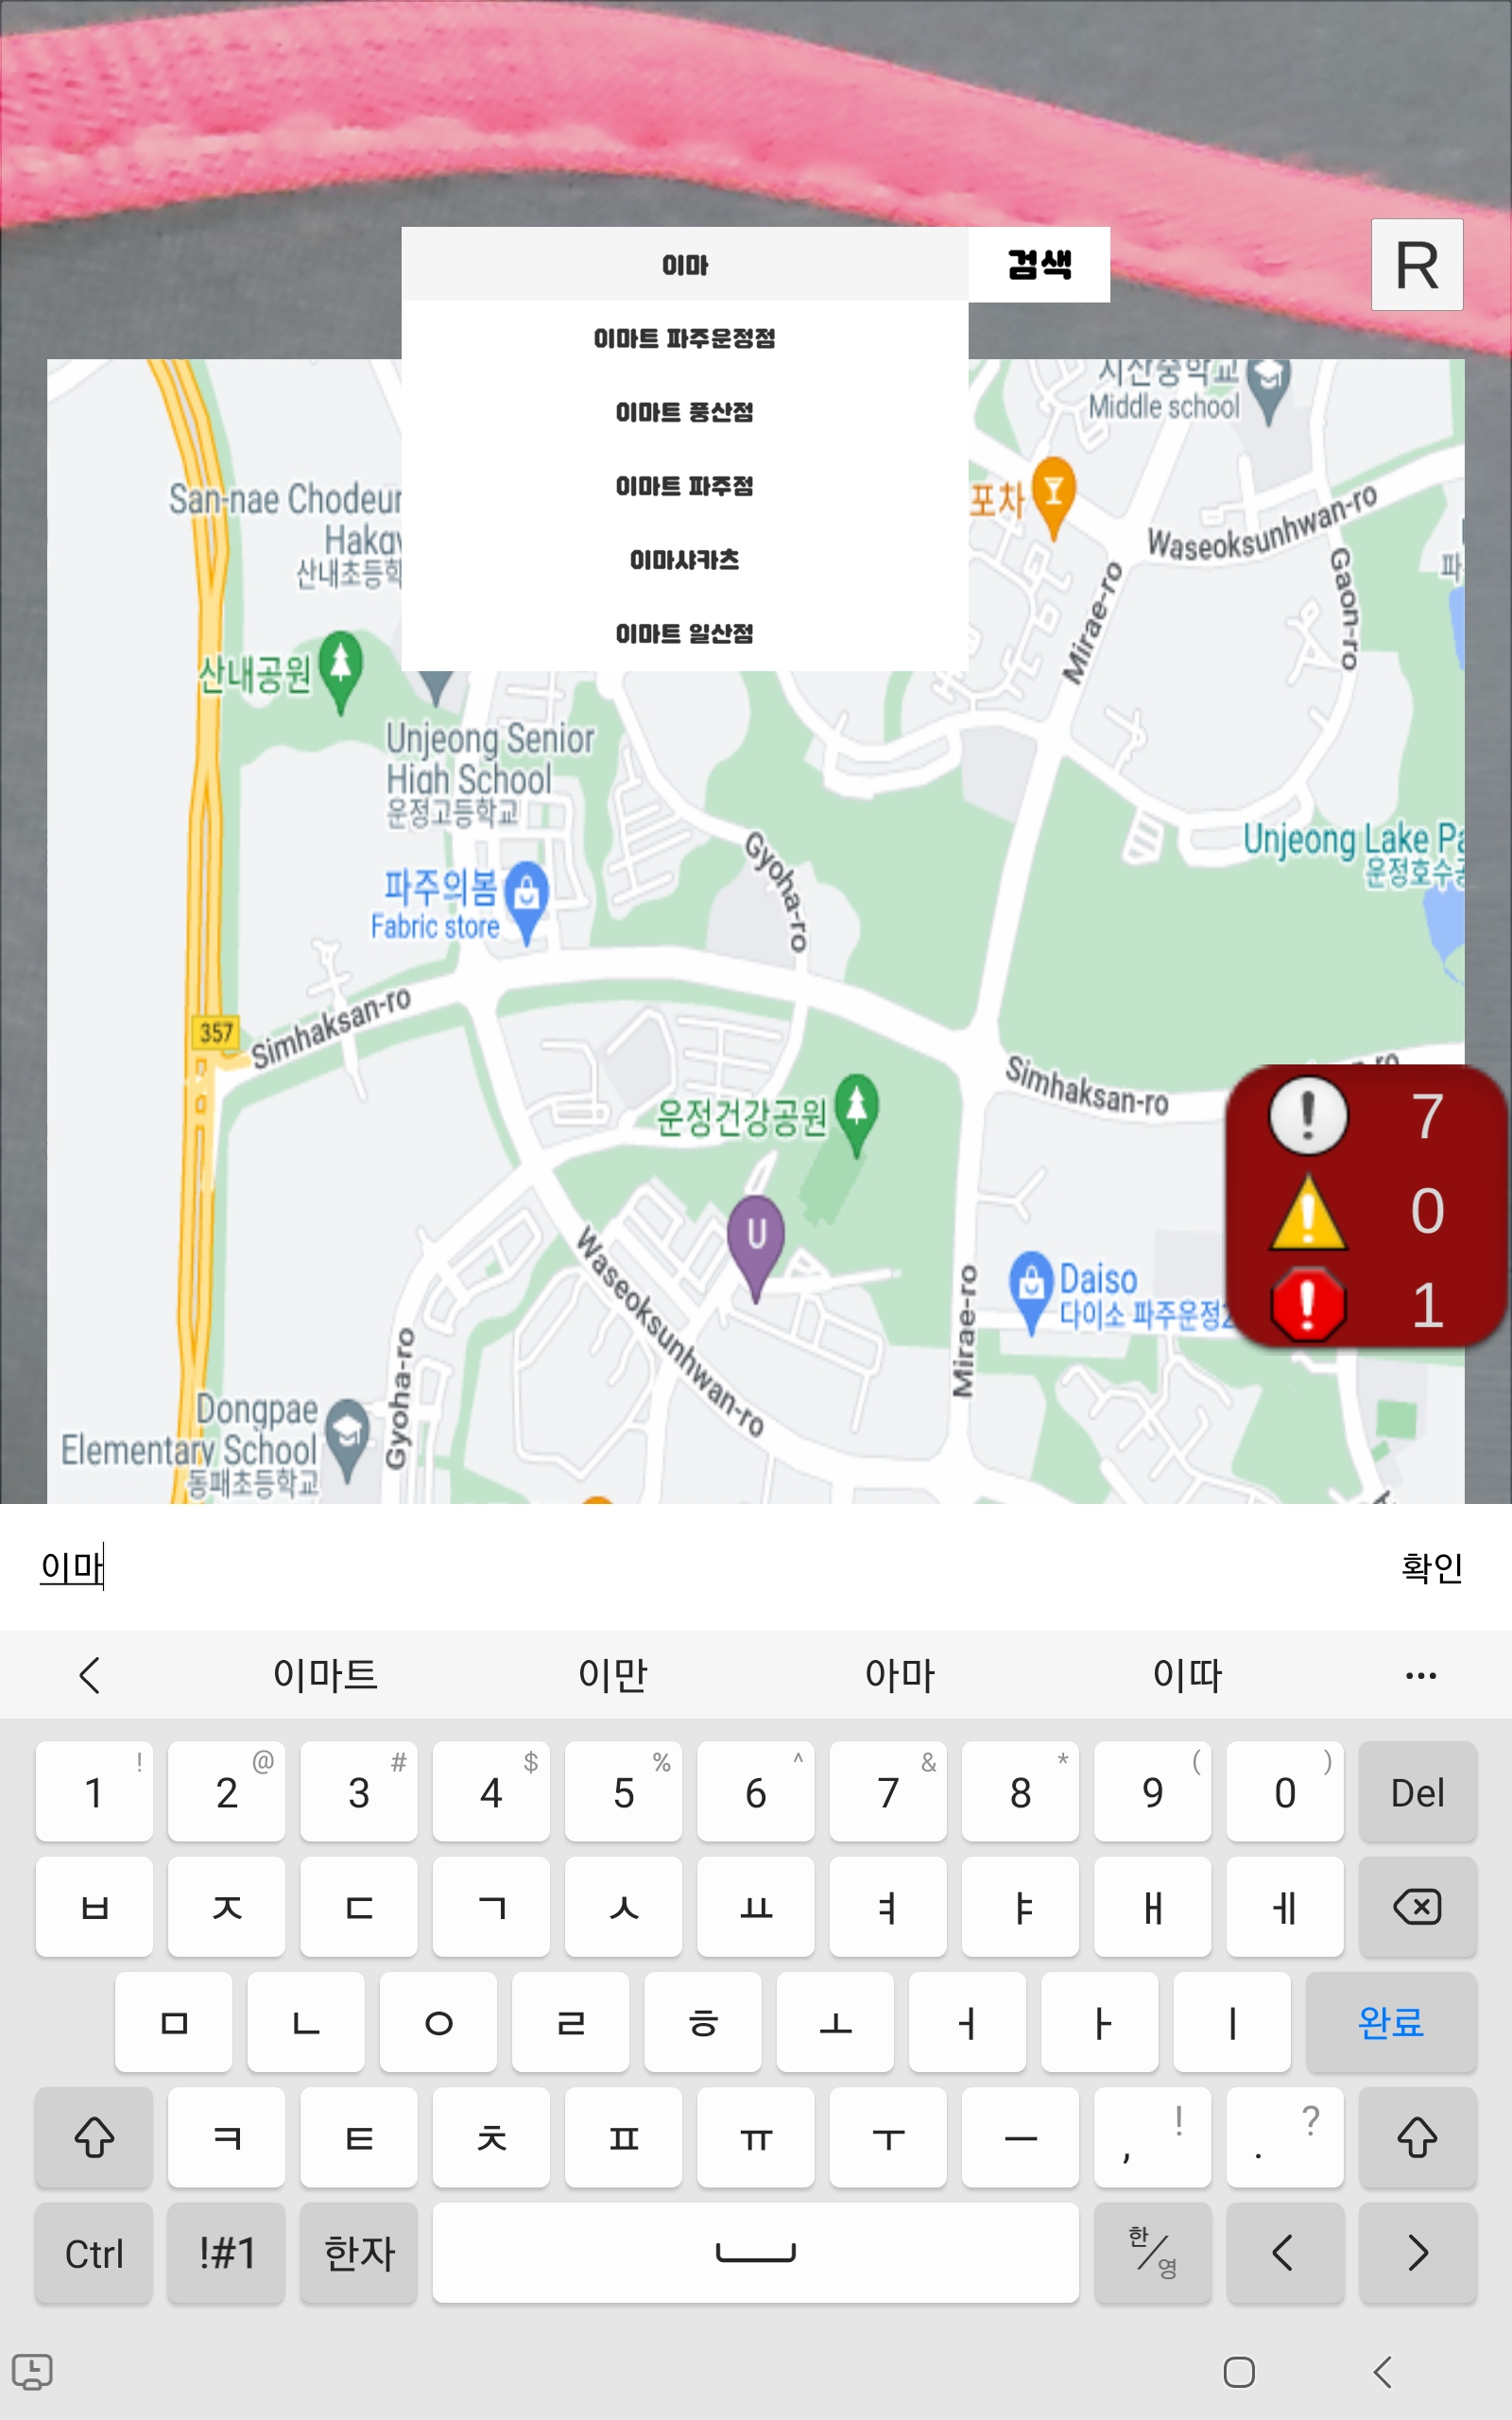 이마
검색
R
이마트 파주운정점
이마트 풍산점
이마트 파주점
이마샤카츠
이마트 일산점
지산중학교
Middle school
San-nae Chodeur
산내초등학
포차
Waseoksunhwan-ro
Gaon-ro
Mirae-ro
산내공원
Unjeong Senior
High School
운정고등학교
Unjeong Lake Pa
운정호수공
파주의봄
Fabric store
Gyoha-ro
357
Simhaksan-ro
Simhaksan-ro
운정건강공원
U
Waseoksunhwan-ro
Daiso
다이소 파주운정2
Mirae-ro
Gyoha-ro
7
0
1
Dongpae
Elementary School
동패초등학교
이마
확인
이마트 이만 아마 이따 ...
! @ # $ % ^ & * ( )
1 2 3 4 5 6 7 8 9 0 Del
ㅂ ㅈ ㄷ ㄱ ㅅ ㅛ ㅕ ㅑ ㅐ ㅔ
ㅁ ㄴ ㅇ ㄹ ㅎ ㅗ ㅓ ㅏ ㅣ 완료
ㅋ ㅌ ㅊ ㅍ ㅠ ㅜ ㅡ , ! . ?
Ctrl !#1 한자 한/영 < >